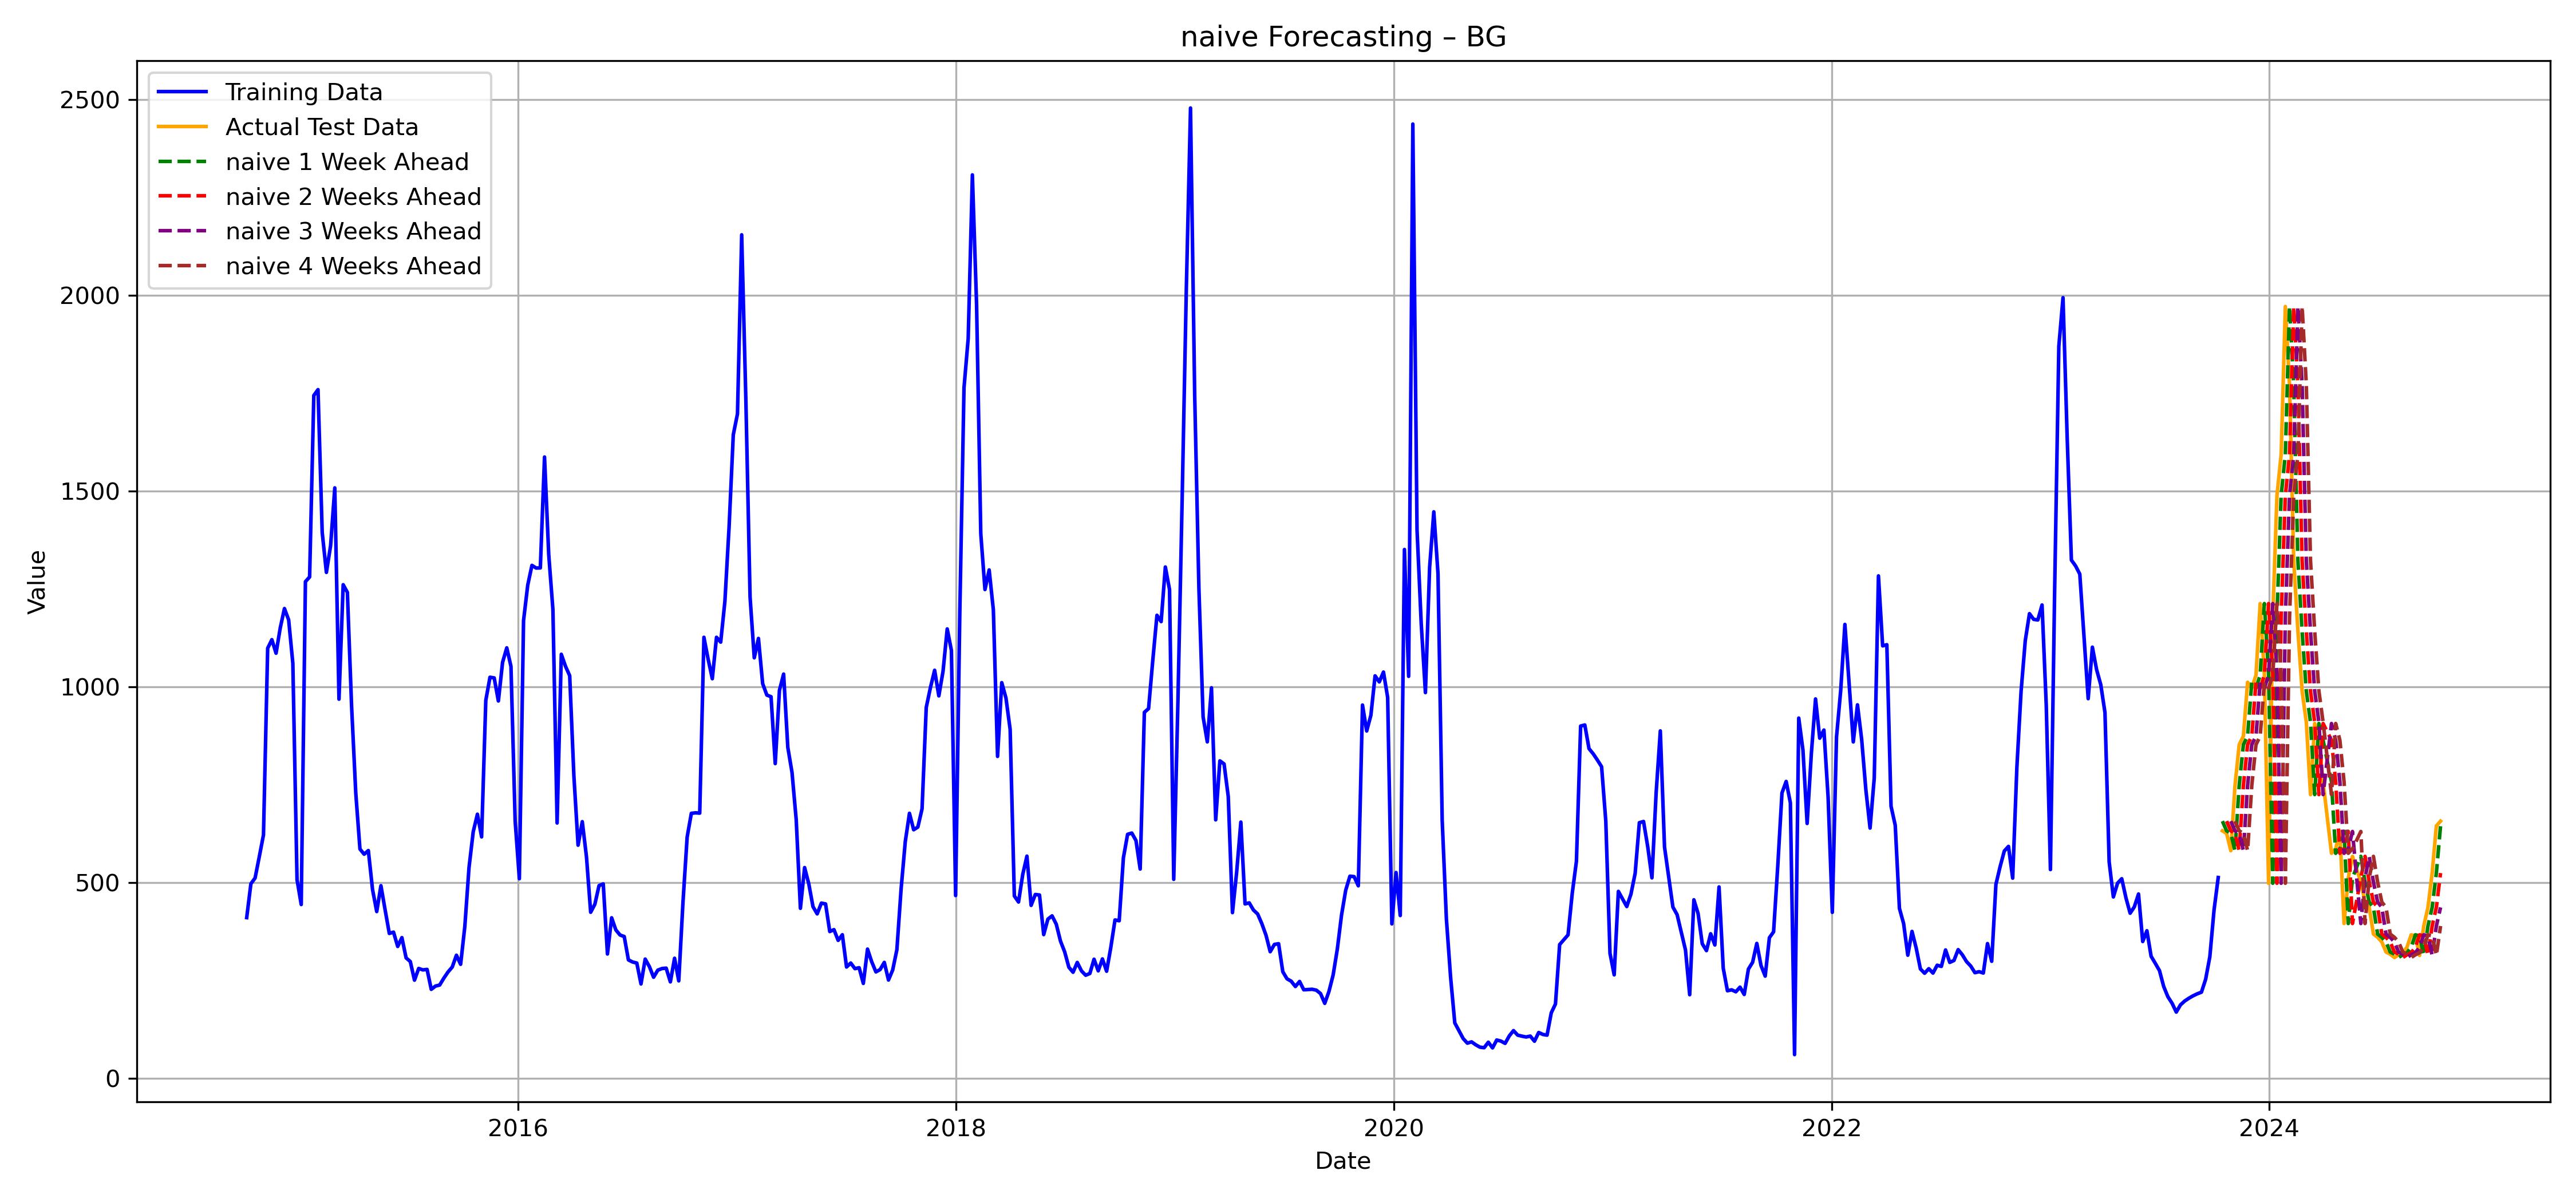 naive Forecasting – BG
Training Data
Actual Test Data
naive 1 Week Ahead
naive 2 Weeks Ahead
naive 3 Weeks Ahead
naive 4 Weeks Ahead
2500
2000
1500
1000
500
0
Value
2016
2018
2020
2022
2024
Date